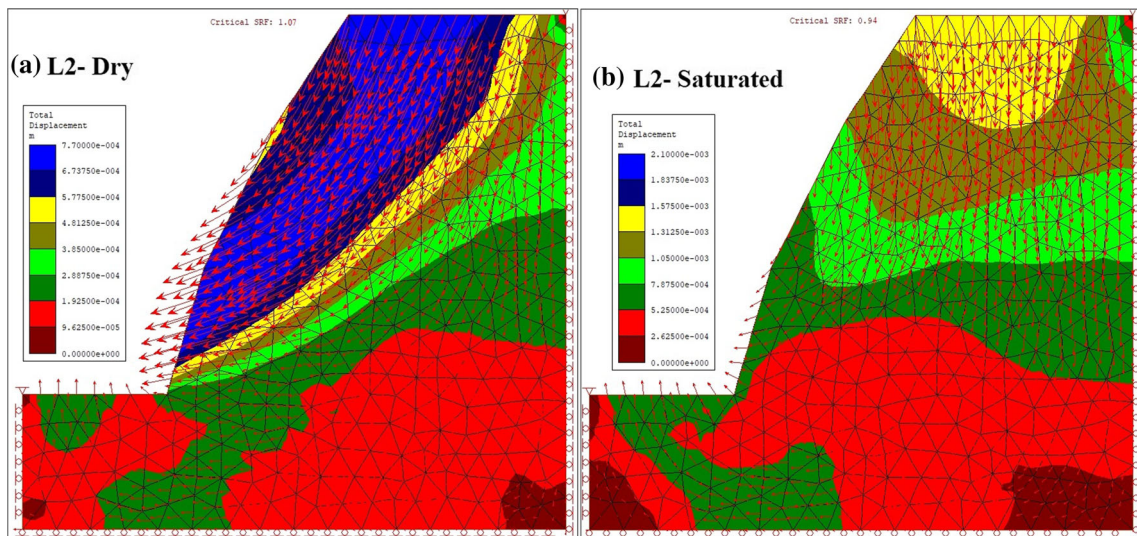 Critical SRF: 1.07
(a) L2- Dry
Total
Displacement
m
7.70000e-004
6.73750e-004
5.77500e-004
4.81250e-004
3.85000e-004
2.88750e-004
1.92500e-004
9.62500e-005
0.00000e+000
Critical SRF: 0.94
(b) L2- Saturated
Total
Displacement
m
2.10000e-003
1.83750e-003
1.57500e-003
1.31250e-003
1.05000e-003
7.87500e-004
5.25000e-004
2.62500e-004
0.00000e+000